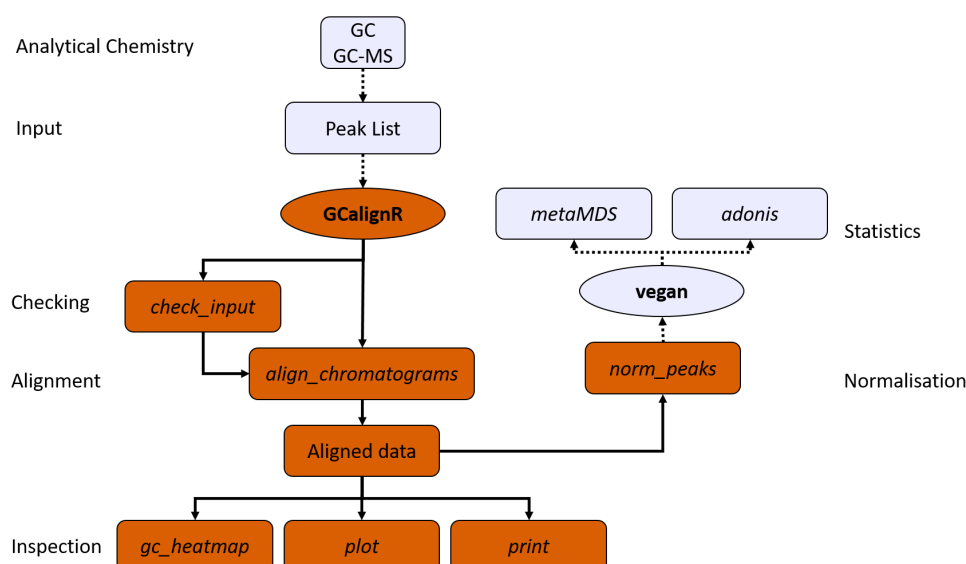 Analytical Chemistry
GC
GC-MS
Input
Peak List
GCalignR
metaMDS
adonis
Statistics
Checking
check_input
vegan
Alignment
align_chromatograms
norm_peaks
Normalisation
Aligned data
Inspection
gc_heatmap
plot
print